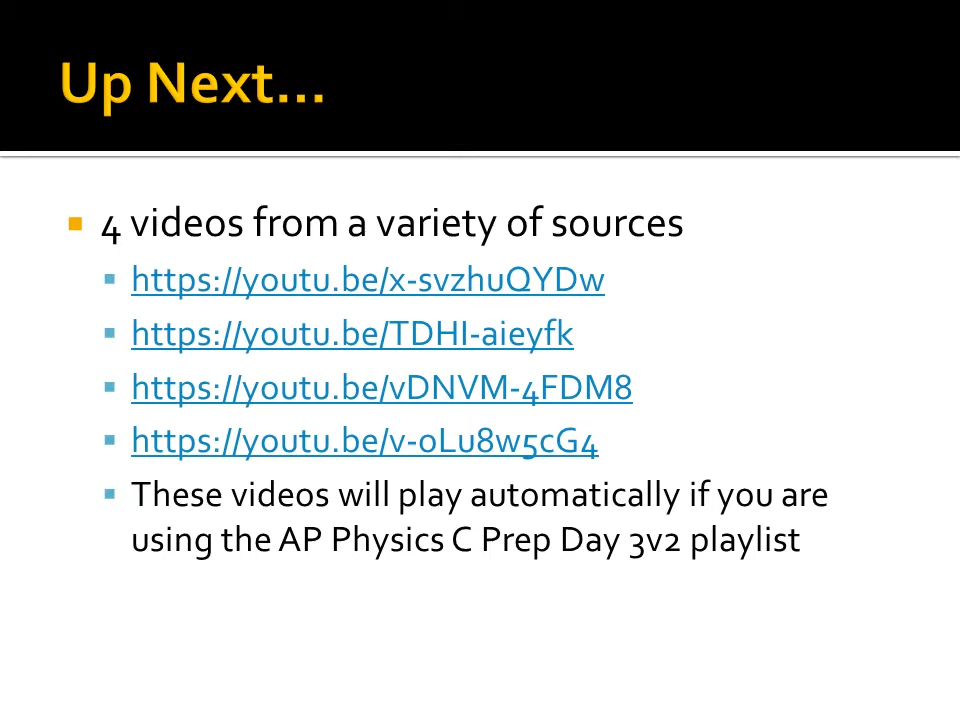 Up Next...
4 videos from a variety of sources
https://youtu.be/x-svzhuQYDw
https://youtu.be/TDHI-aieyfk
https://youtu.be/vDNVM-4FDM8
https://youtu.be/v-oLu8w5cG4
These videos will play automatically if you are
using the AP Physics C Prep Day 3v2 playlist